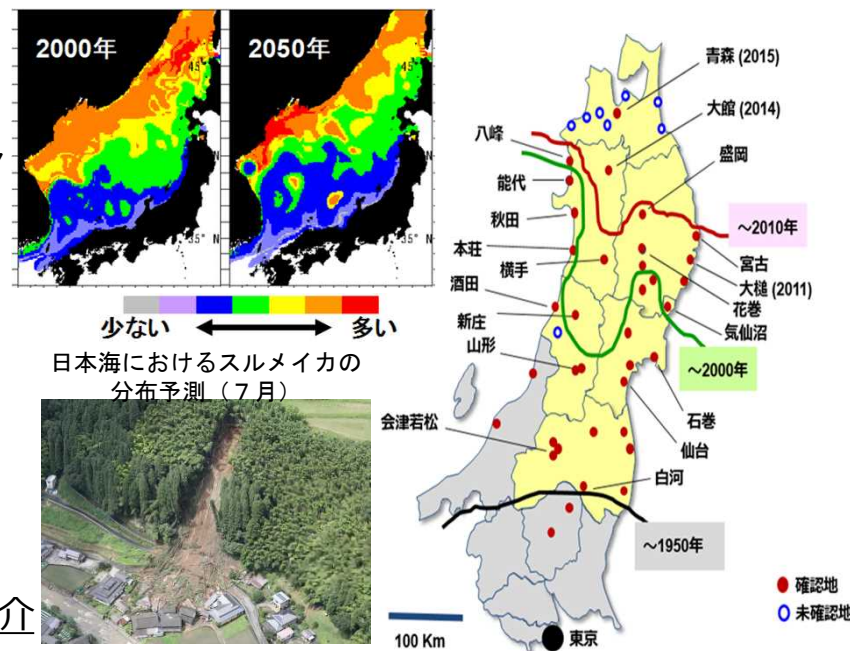 2000年
2050年
45°
35°N
少ない
多い
日本海におけるスルメイカの
分布予測（７月）
介
青森 (2015)
大館 (2014)
八峰
盛岡
能代
秋田
～2010年
本荘
宮古
横手
大槌 (2011)
酒田
花巻
新庄
気仙沼
山形
～2000年
石巻
会津若松
仙台
白河
～1950年
確認地
未確認地
100 Km
東京